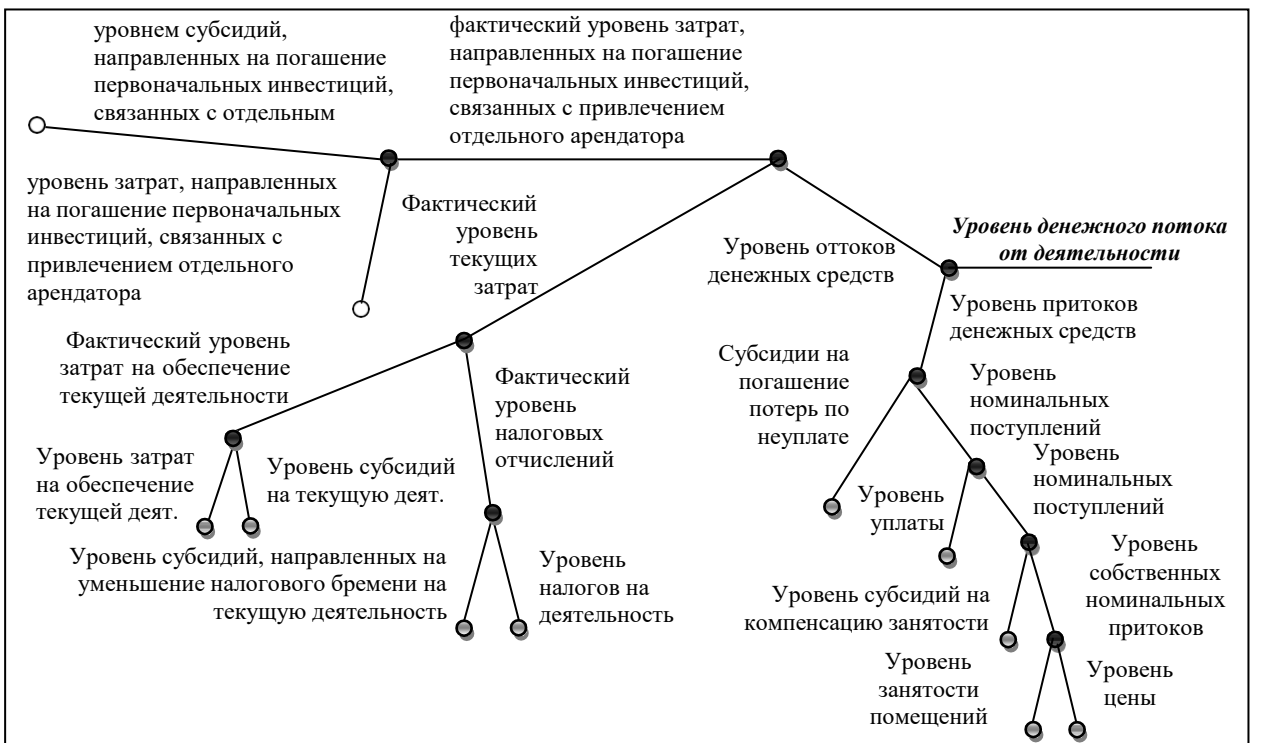 уровнем субсидий,
направленных на погашение
первоначальных инвестиций,
связанных с отдельным
фактический уровень затрат,
направленных на погашение
первоначальных инвестиций,
связанных с привлечением
отдельного арендатора
уровень затрат, направленных
на погашение первоначальных
инвестиций, связанных с
привлечением отдельного
арендатора
Фактический
уровень
текущих
затрат
Уровень оттоков
денежных средств
Уровень денежного потока
от деятельности
Уровень притоков
денежных средств
Фактический уровень
затрат на обеспечение
текущей деятельности
Фактический
уровень
налоговых
отчислений
Субсидии на
погашение
потерь по
неуплате
Уровень
номинальных
поступлений
Уровень затрат
на обеспечение
текущей деят.
Уровень субсидий
на текущую деят.
Уровень
уплаты
Уровень
номинальных
поступлений
Уровень субсидий, направленных на
уменьшение налогового бремени на
текущую деятельность
Уровень
налогов на
деятельность
Уровень субсидий на
компенсацию занятости
Уровень
собственных
номинальных
притоков
Уровень
занятости
помещений
Уровень
цены